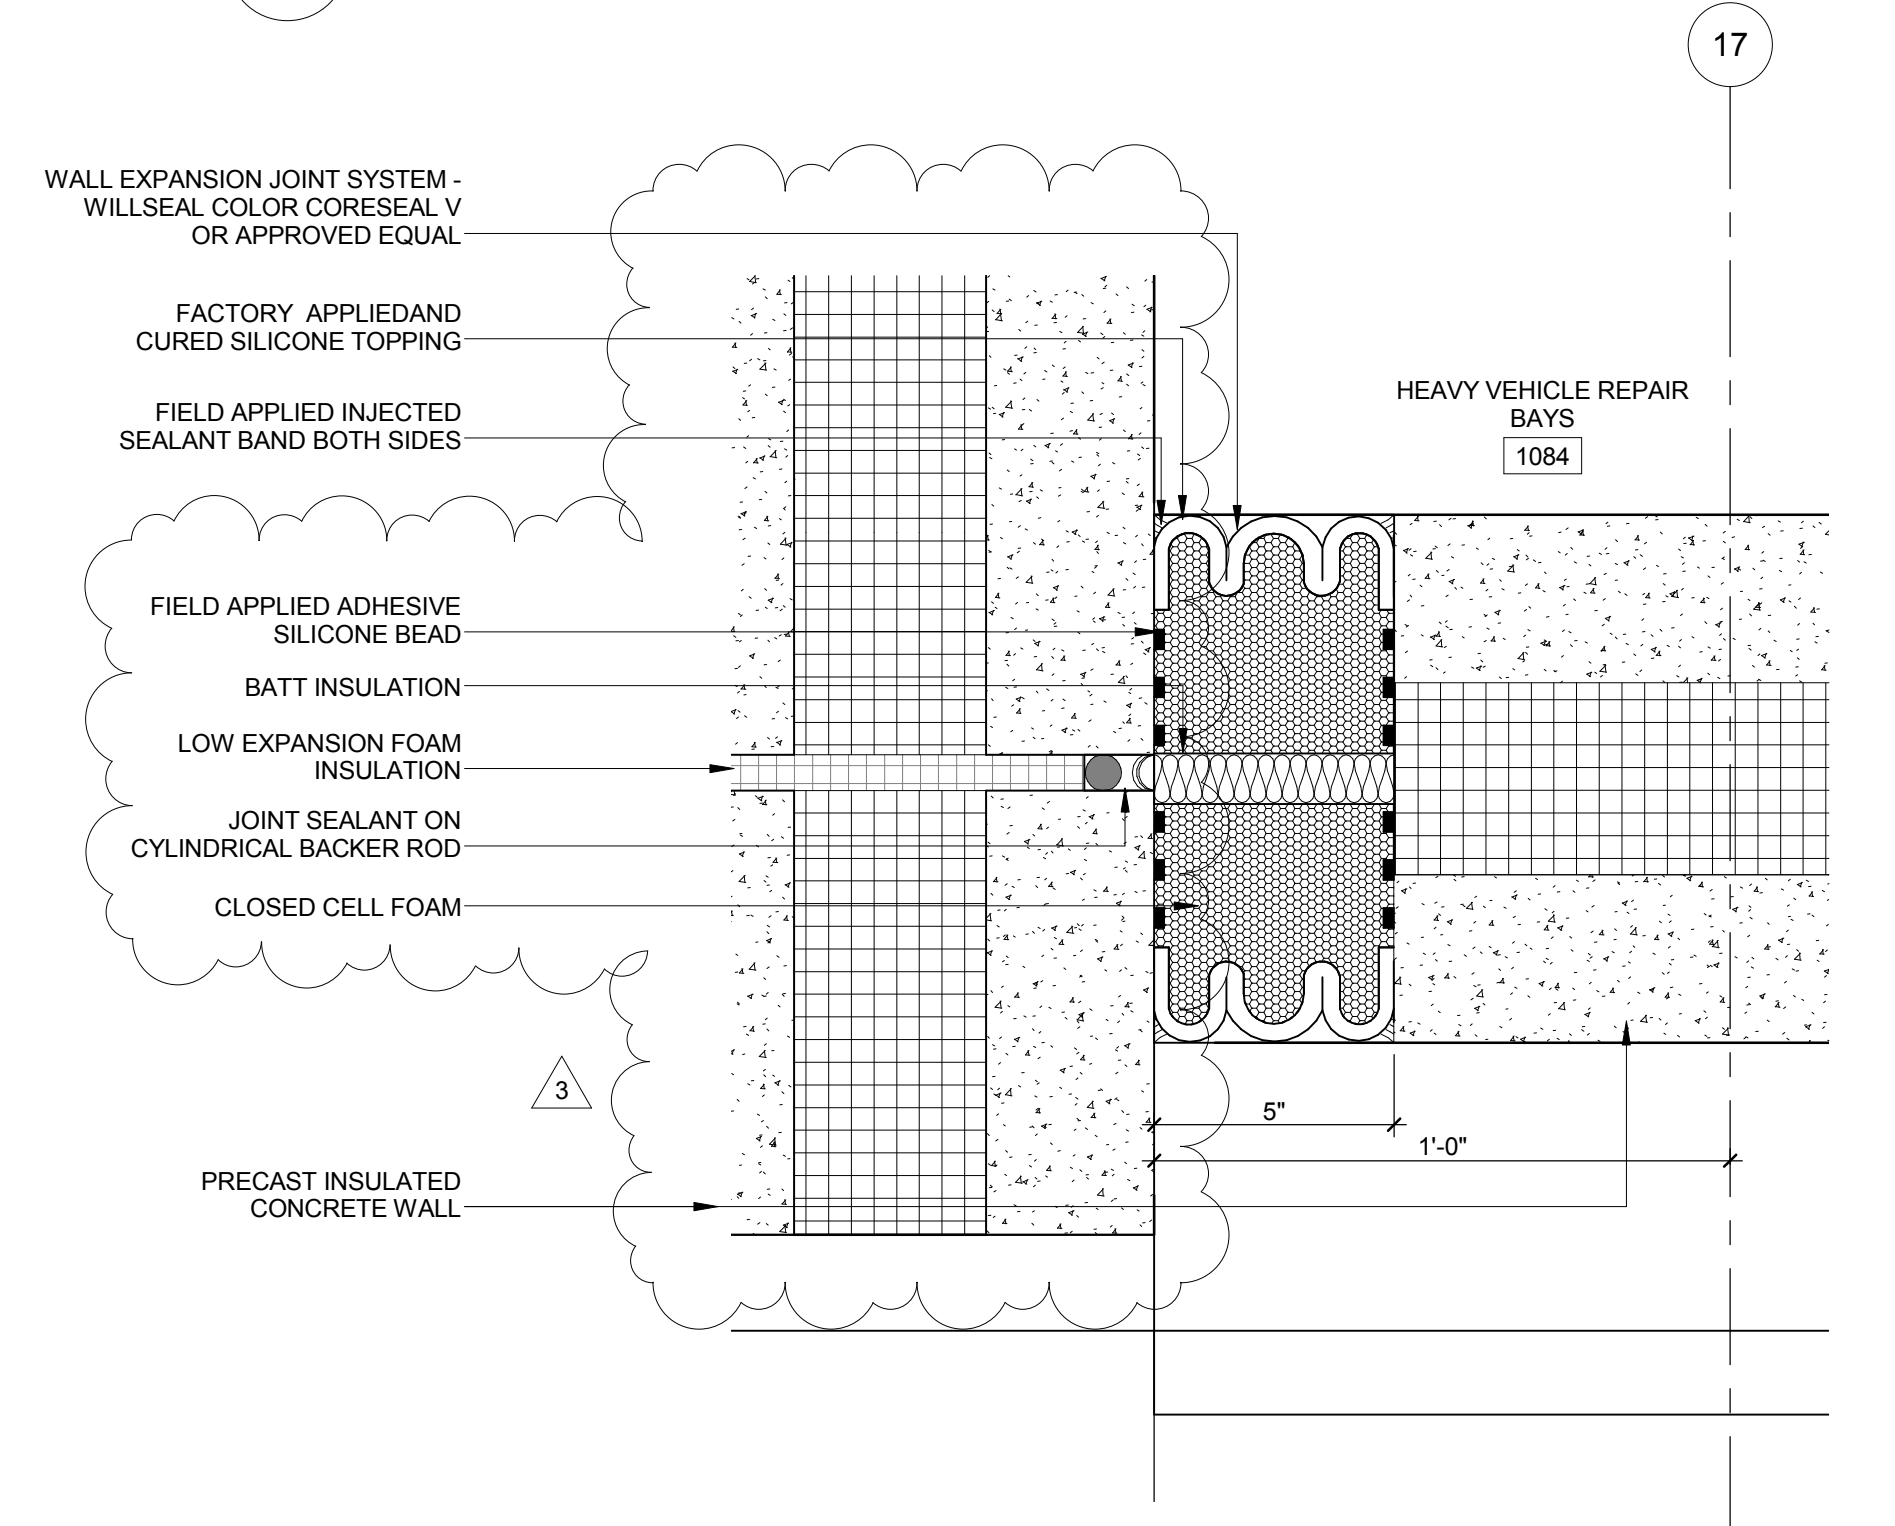 17
WALL EXPANSION JOINT SYSTEM -
WILLSEAL COLOR CORESEAL V
OR APPROVED EQUAL
FACTORY APPLIEDAND
CURED SILICONE TOPPING
HEAVY VEHICLE REPAIR
BAYS
1084
FIELD APPLIED INJECTED
SEALANT BAND BOTH SIDES
FIELD APPLIED ADHESIVE
SILICONE BEAD
BATT INSULATION
LOW EXPANSION FOAM
INSULATION
JOINT SEALANT ON
CYLINDRICAL BACKER ROD
CLOSED CELL FOAM
3
5"
1'-0"
PRECAST INSULATED
CONCRETE WALL